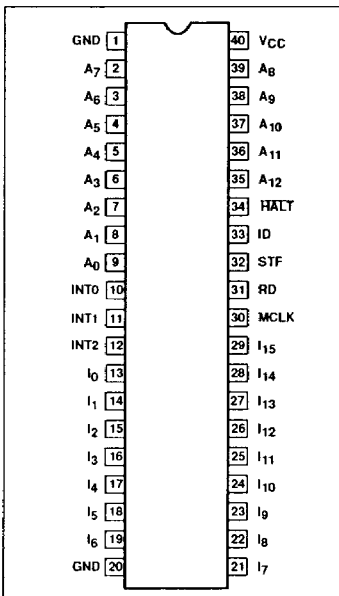 GND 1 40 VCC
A7 2 39 A8
A6 3 38 A9
A5 4 37 A10
A4 5 36 A11
A3 6 35 A12
A2 7 34 HALT
A1 8 33 ID
A0 9 32 STF
INT0 10 31 RD
INT1 11 30 MCLK
INT2 12 29 I15
I0 13 28 I14
I1 14 27 I13
I2 15 26 I12
I3 16 25 I11
I4 17 24 I10
I5 18 23 I9
I6 19 22 I8
GND 20 21 I7